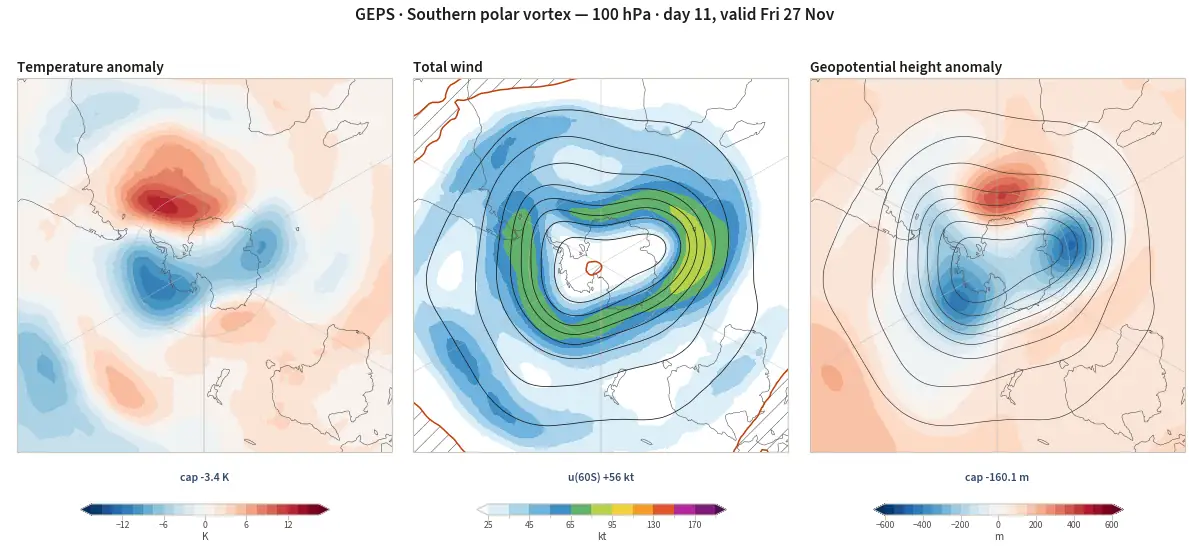 GEPS · Southern polar vortex — 100 hPa · day 11, valid Fri 27 Nov
Temperature anomaly
Total wind
Geopotential height anomaly
cap -3.4 K
u(60S) +56 kt
cap -160.1 m
−12 −6 0 6 12
K
25 45 65 95 130 170
kt
−600 −400 −200 0 200 400 600
m